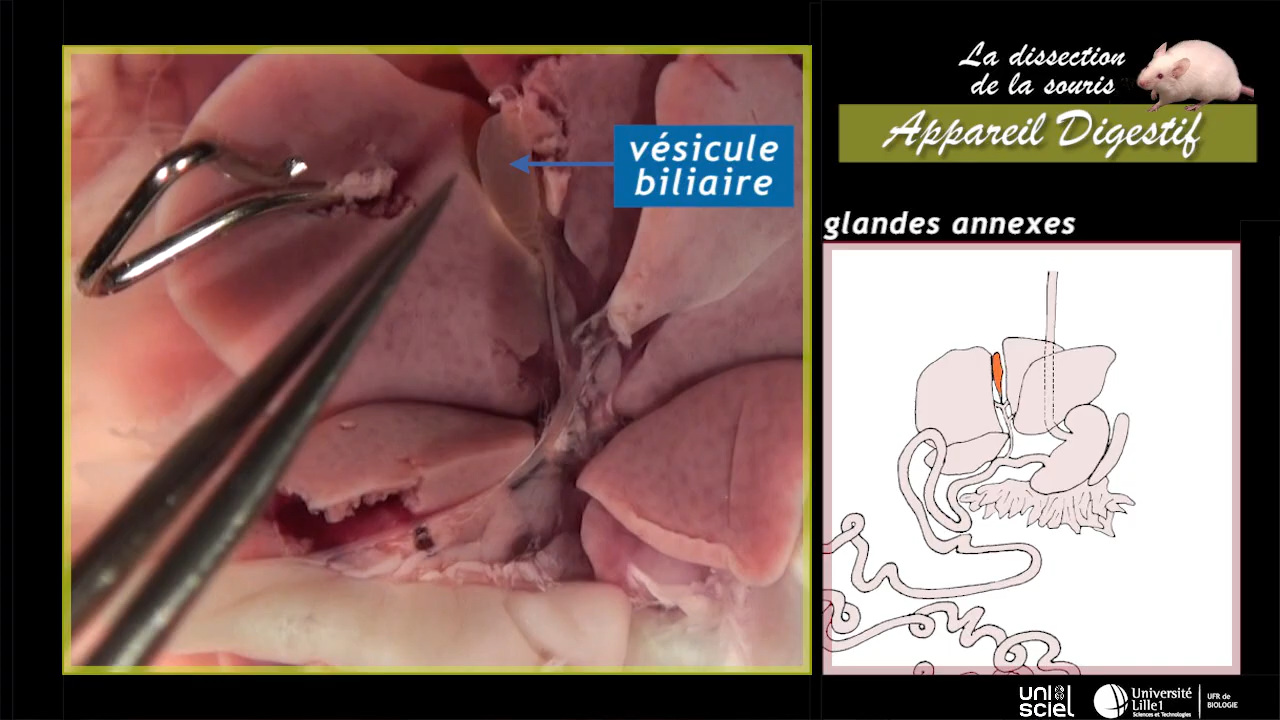 La dissection
de la souris
Appareil Digestif
vésicule
biliaire
glandes annexes
uni
sciel
Université
Lille1
Sciences et Technologies
UFR de
BIOLOGIE